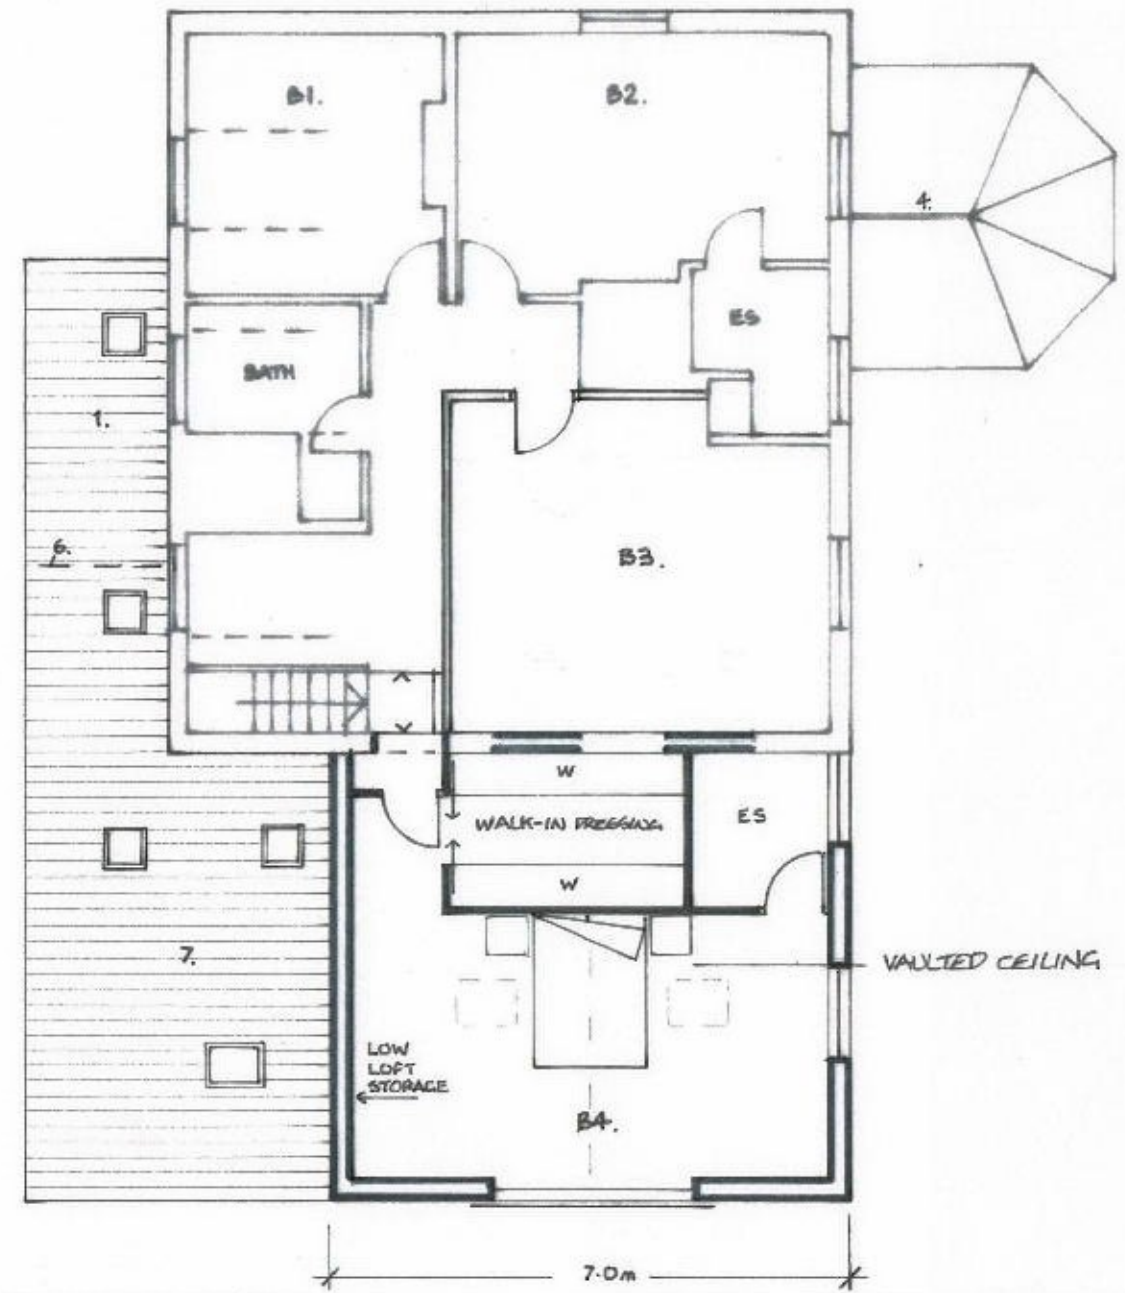 B1.
B2.
4.
ES
BATH
1.
6.
B3.
W
WALK-IN DRESSING
ES
W
7.
VAULTED CEILING
LOW
LOFT
STORAGE
B4.
7.0m